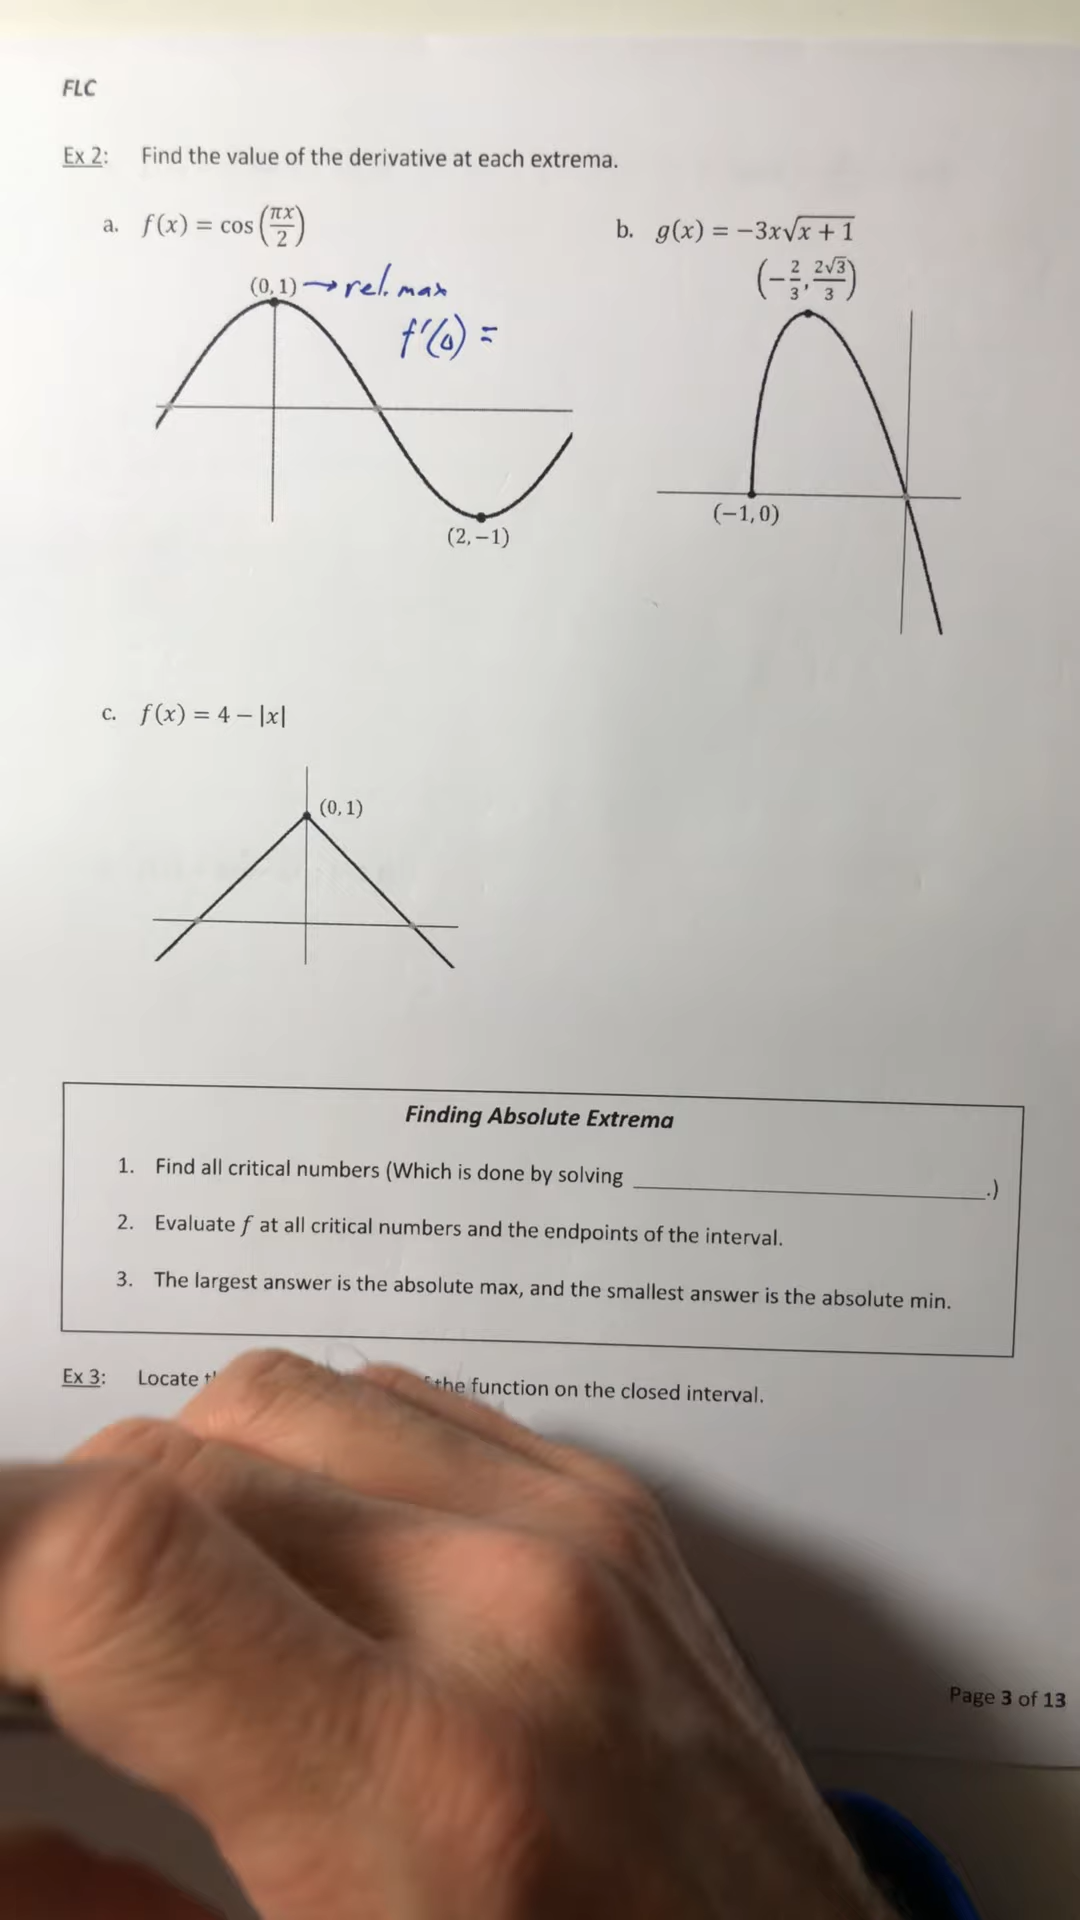 FLC
Ex 2: Find the value of the derivative at each extrema.
a. f(x) = cos(πx/2)
(0,1) → rel. max
f'(0) =
(2,−1)
b. g(x) = −3x√(x + 1)
(−2/3, 2√3/3)
(−1,0)
c. f(x) = 4 − |x|
(0,1)
Finding Absolute Extrema
1. Find all critical numbers (Which is done by solving ______________________.)
2. Evaluate f at all critical numbers and the endpoints of the interval.
3. The largest answer is the absolute max, and the smallest answer is the absolute min.
Ex 3: Locate the function on the closed interval.
Page 3 of 13